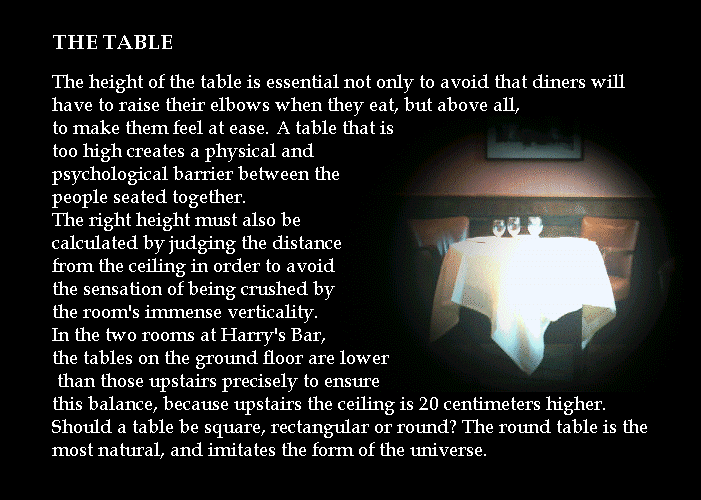 THE TABLE
The height of the table is essential not only to avoid that diners will
have to raise their elbows when they eat, but above all,
to make them feel at ease. A table that is
too high creates a physical and
psychological barrier between the
people seated together.
The right height must also be
calculated by judging the distance
from the ceiling in order to avoid
the sensation of being crushed by
the room's immense verticality.
In the two rooms at Harry's Bar,
the tables on the ground floor are lower
than those upstairs precisely to ensure
this balance, because upstairs the ceiling is 20 centimeters higher.
Should a table be square, rectangular or round? The round table is the
most natural, and imitates the form of the universe.